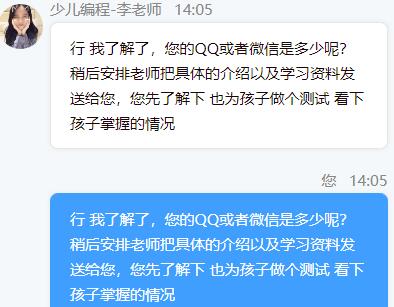 少儿编程-李老师 14:05
行 我了解了，您的QQ或者微信是多少呢?
稍后安排老师把具体的介绍以及学习资料发
送给您，您先了解下 也为孩子做个测试 看下
孩子掌握的情况
您 14:05
行 我了解了，您的QQ或者微信是多少呢?
稍后安排老师把具体的介绍以及学习资料发
送给您，您先了解下 也为孩子做个测试 看下
孩子掌握的情况